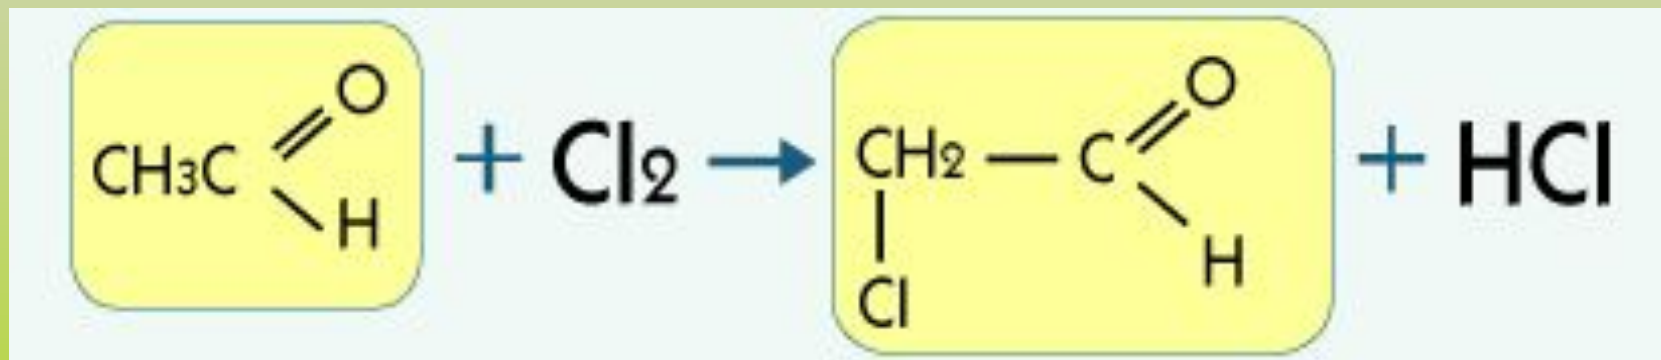 CH3C O H + Cl2 → CH2 — C O H Cl + HCl